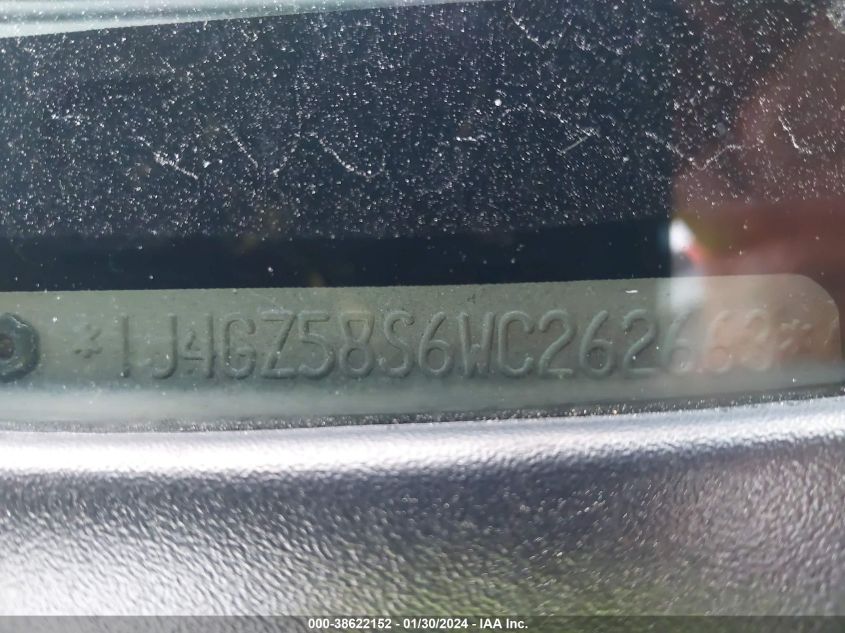 *1J4GZ58S6WC262663*
000-38622152 - 01/30/2024 - IAA Inc.